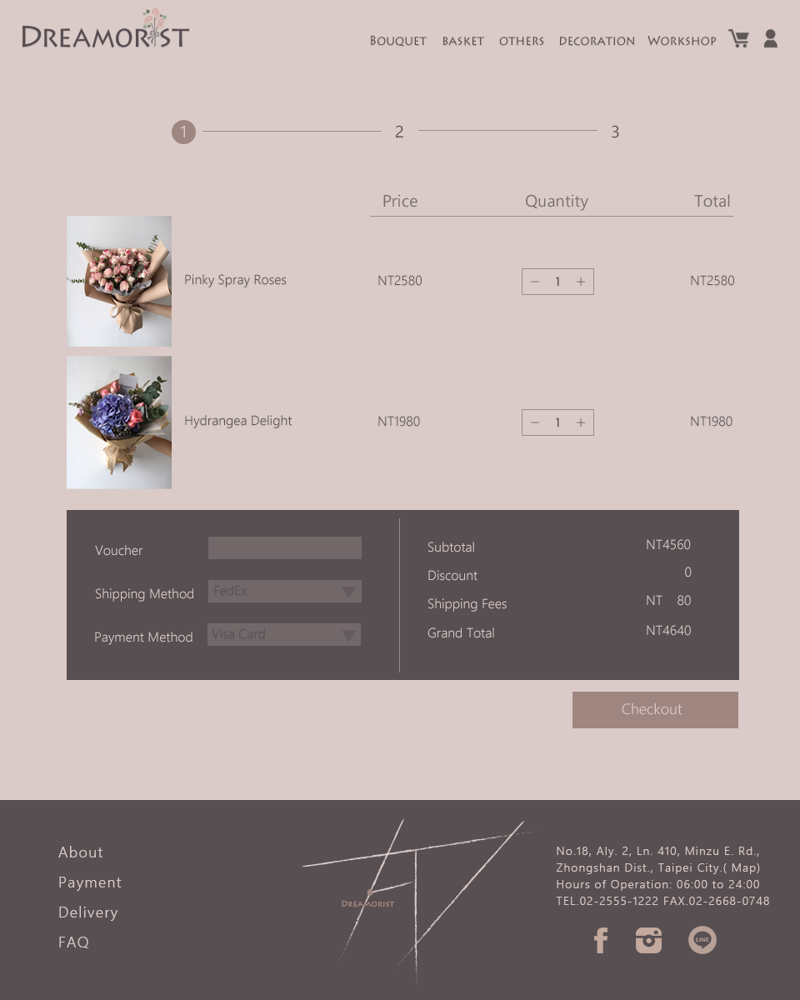 DREAMORIST
BOUQUET BASKET OTHERS DECORATION WORKSHOP
1 2 3
Price Quantity Total
Pinky Spray Roses NT2580 − 1 + NT2580
Hydrangea Delight NT1980 − 1 + NT1980
Voucher
Shipping Method FedEx
Payment Method Visa Card
Subtotal NT4560
Discount 0
Shipping Fees NT 80
Grand Total NT4640
Checkout
About
Payment
Delivery
FAQ
DREAMORIST
No.18, Aly. 2, Ln. 410, Minzu E. Rd.,
Zhongshan Dist., Taipei City.( Map)
Hours of Operation: 06:00 to 24:00
TEL.02-2555-1222 FAX.02-2668-0748
LINE